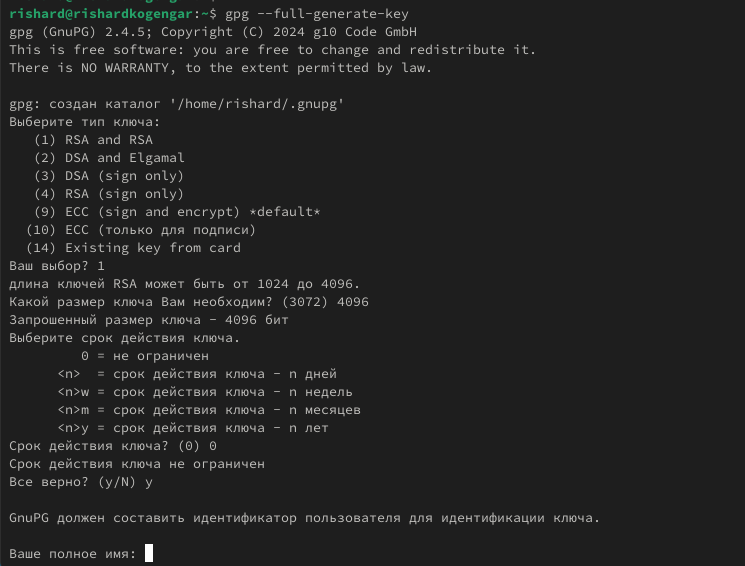 rishard@rishardkogengar:~$ gpg --full-generate-key
gpg (GnuPG) 2.4.5; Copyright (C) 2024 g10 Code GmbH
This is free software: you are free to change and redistribute it.
There is NO WARRANTY, to the extent permitted by law.

gpg: создан каталог '/home/rishard/.gnupg'
Выберите тип ключа:
   (1) RSA and RSA
   (2) DSA and Elgamal
   (3) DSA (sign only)
   (4) RSA (sign only)
   (9) ECC (sign and encrypt) *default*
  (10) ECC (только для подписи)
  (14) Existing key from card
Ваш выбор? 1
длина ключей RSA может быть от 1024 до 4096.
Какой размер ключа Вам необходим? (3072) 4096
Запрошенный размер ключа - 4096 бит
Выберите срок действия ключа.
         0 = не ограничен
      <n>  = срок действия ключа - n дней
      <n>w = срок действия ключа - n недель
      <n>m = срок действия ключа - n месяцев
      <n>y = срок действия ключа - n лет
Срок действия ключа? (0) 0
Срок действия ключа не ограничен
Все верно? (y/N) y

GnuPG должен составить идентификатор пользователя для идентификации ключа.

Ваше полное имя: